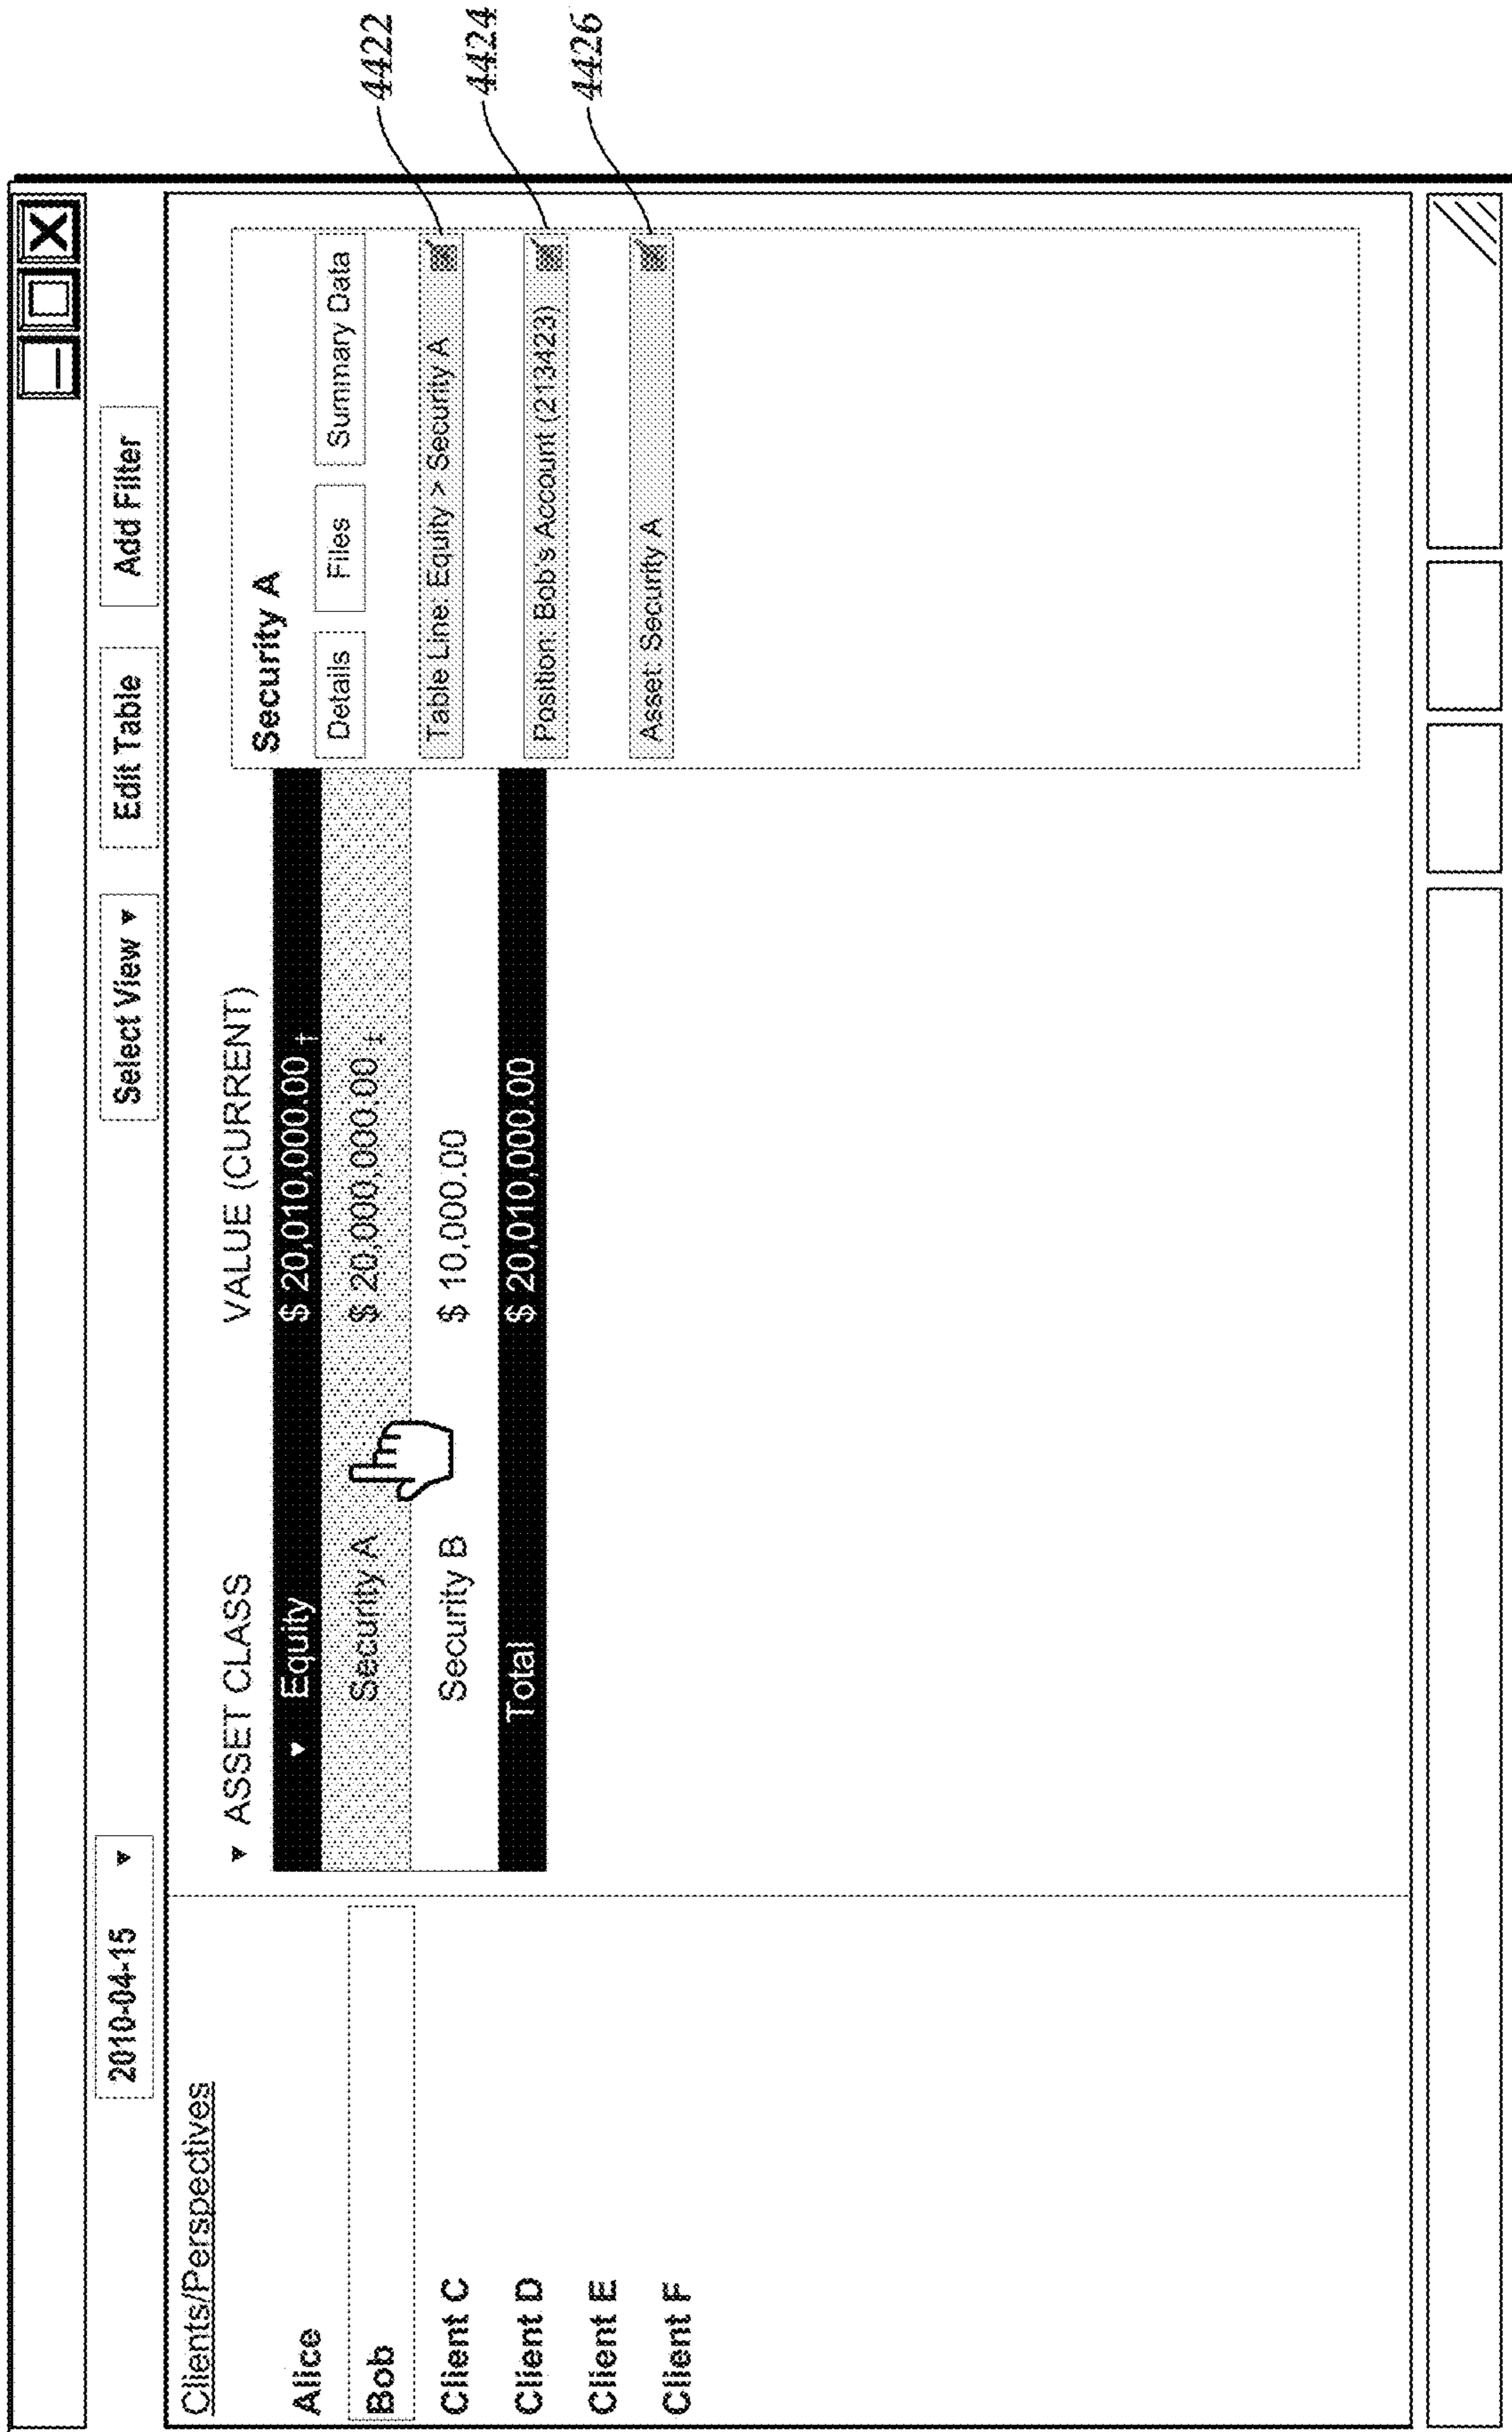 2010-04-15 ▼ Select View ▼ Edit Table Add Filter
Clients/Perspectives
Alice
Bob
Client C
Client D
Client E
Client F
▼ ASSET CLASS VALUE (CURRENT)
▼ Equity $ 20,010,000.00 †
Security A $ 20,000,000.00 ‡
Security B $ 10,000.00
Total $ 20,010,000.00
Security A
Details Files Summary Data
Table Line: Equity > Security A
Position: Bob's Account (213423)
Asset: Security A
4422
4424
4426